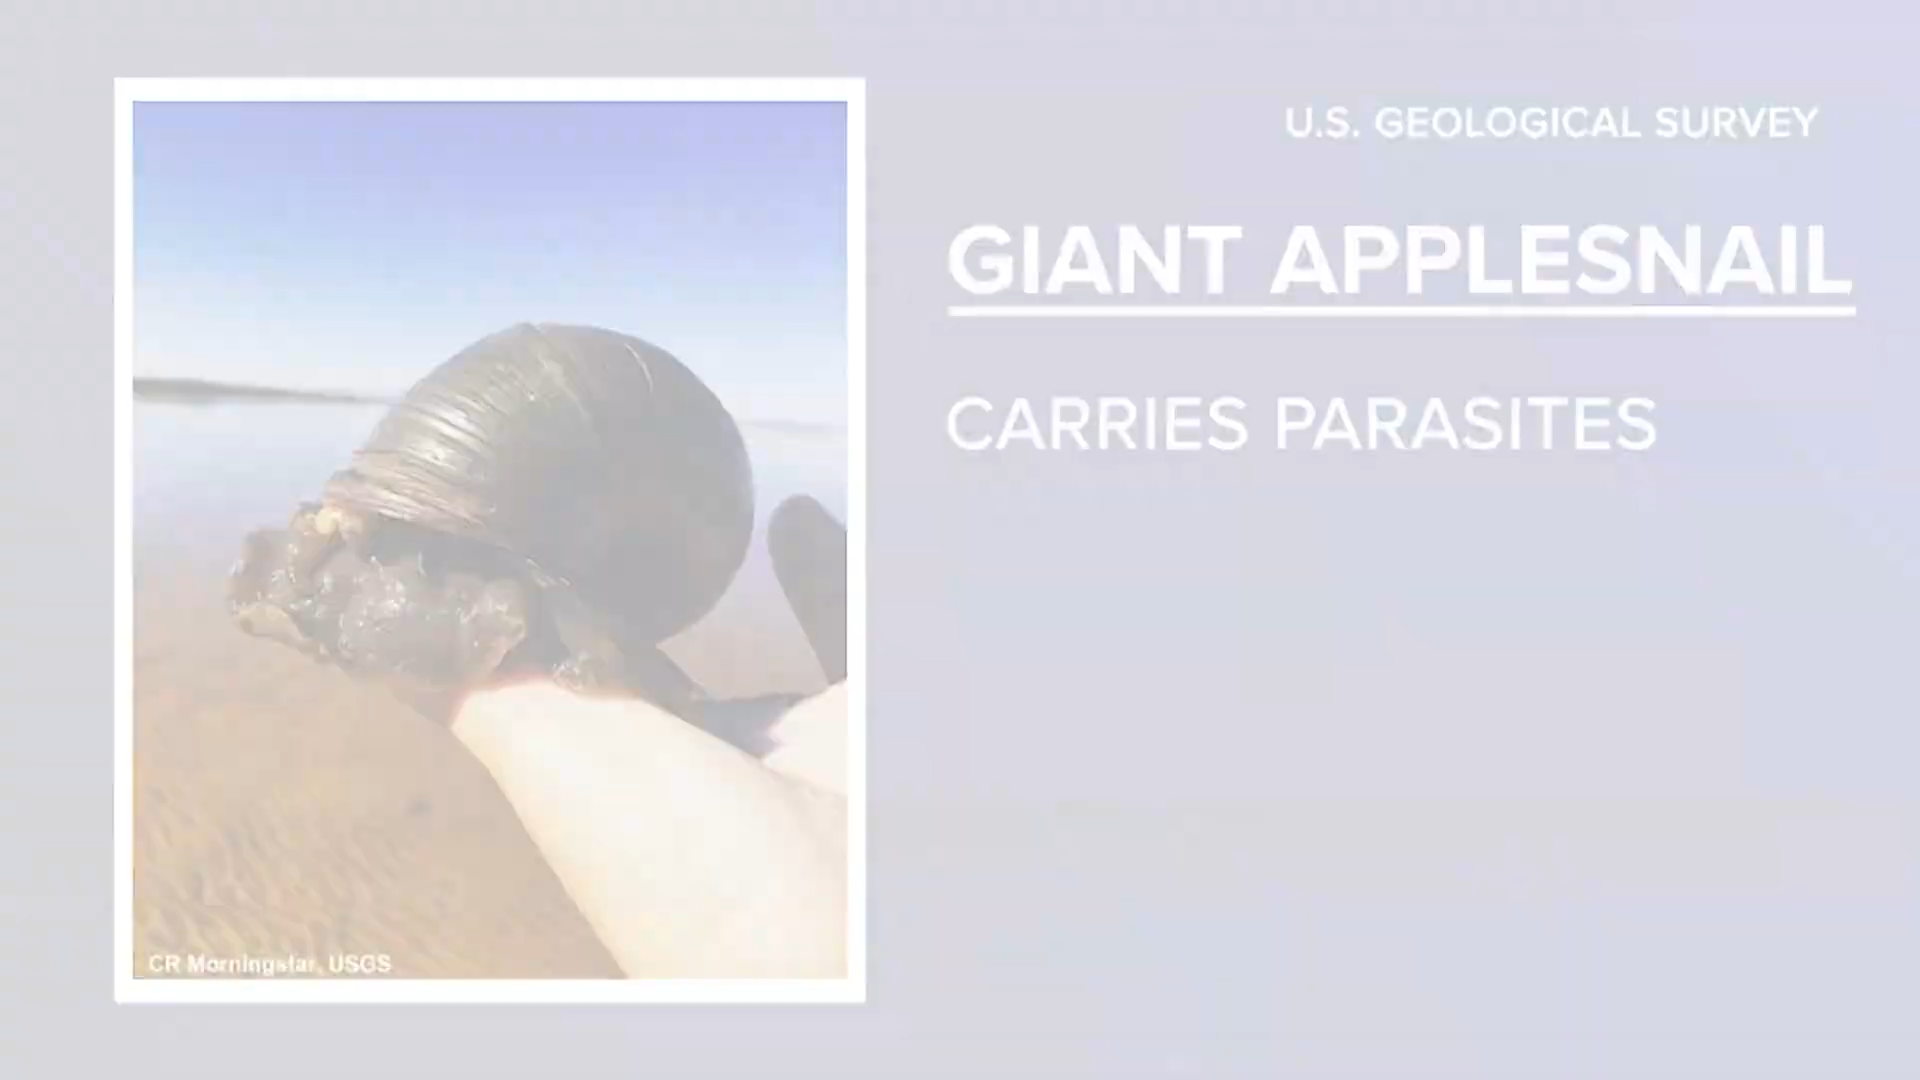 U.S. GEOLOGICAL SURVEY
GIANT APPLESNAIL
CARRIES PARASITES
CR Morningstar, USGS